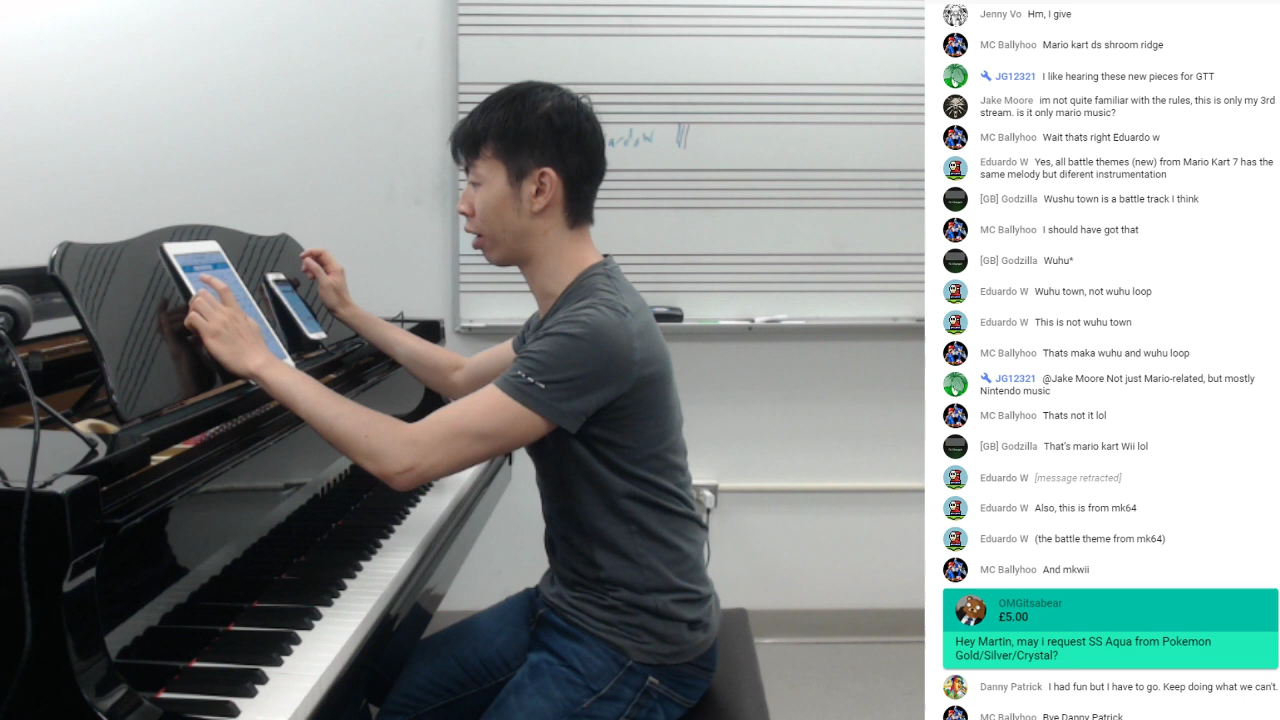 Jenny Vo Hm, I give
MC Ballyhoo Mario kart ds shroom ridge
JG12321 I like hearing these new pieces for GTT
Jake Moore im not quite familiar with the rules, this is only my 3rd
stream. is it only mario music?
MC Ballyhoo Wait thats right Eduardo w
Eduardo W Yes, all battle themes (new) from Mario Kart 7 has the
same melody but diferent instrumentation
[GB] Godzilla Wushu town is a battle track I think
MC Ballyhoo I should have got that
[GB] Godzilla Wuhu*
Eduardo W Wuhu town, not wuhu loop
Eduardo W This is not wuhu town
MC Ballyhoo Thats maka wuhu and wuhu loop
JG12321 @Jake Moore Not just Mario-related, but mostly
Nintendo music
MC Ballyhoo Thats not it lol
[GB] Godzilla That's mario kart Wii lol
Eduardo W [message retracted]
Eduardo W Also, this is from mk64
Eduardo W (the battle theme from mk64)
MC Ballyhoo And mkwii
OMGitsabear
£5.00
Hey Martin, may i request SS Aqua from Pokemon
Gold/Silver/Crystal?
Danny Patrick I had fun but I have to go. Keep doing what we can't.
MC Ballyhoo Bye Danny Patrick